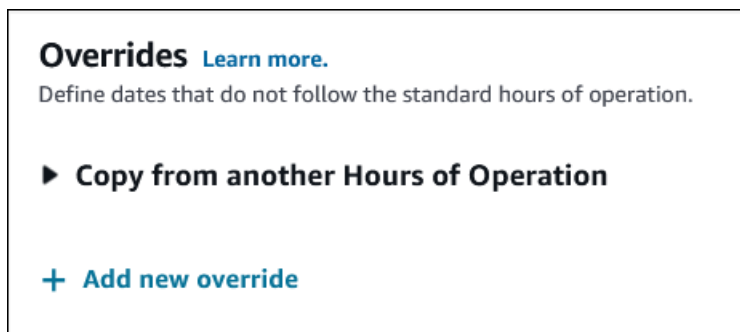 Overrides Learn more.
Define dates that do not follow the standard hours of operation.
Copy from another Hours of Operation
+ Add new override